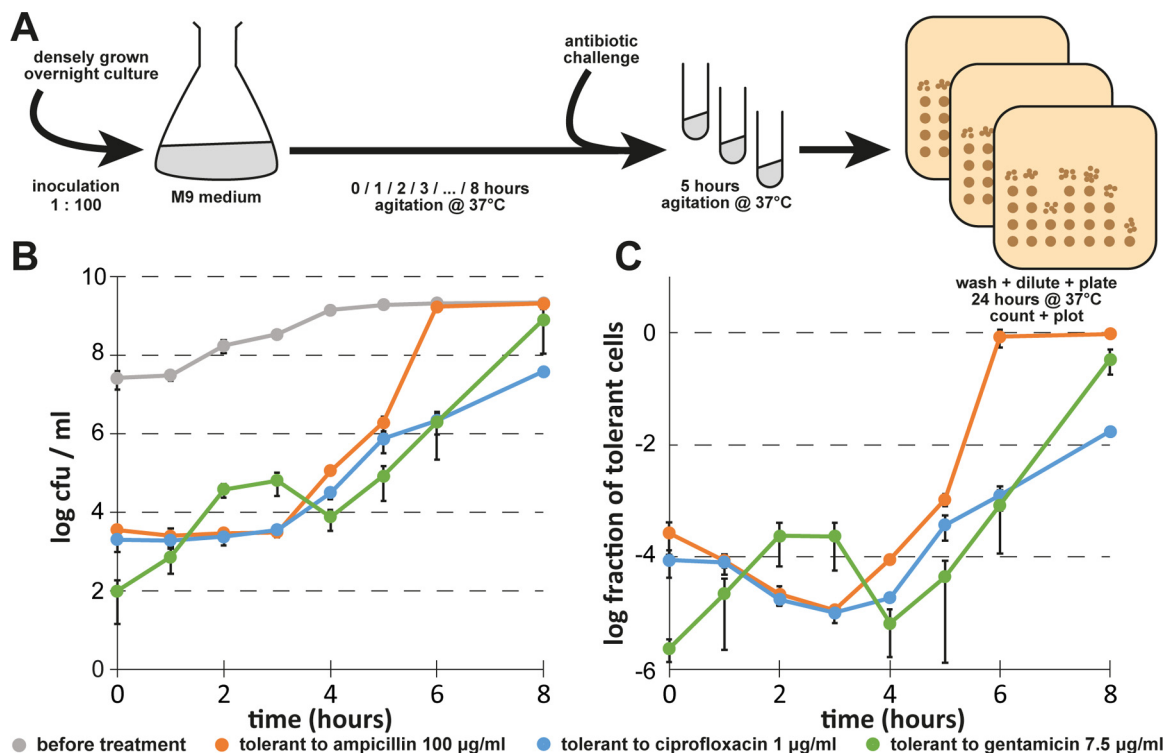 A
densely grown
overnight culture
inoculation
1 : 100
M9 medium
0 / 1 / 2 / 3 / ... / 8 hours
agitation @ 37°C
antibiotic
challenge
5 hours
agitation @ 37°C
wash + dilute + plate
24 hours @ 37°C
count + plot
B
log cfu / ml
10
8
6
4
2
0
0
2
4
6
8
time (hours)
C
log fraction of tolerant cells
0
-2
-4
-6
0
2
4
6
8
time (hours)
before treatment
tolerant to ampicillin 100 µg/ml
tolerant to ciprofloxacin 1 µg/ml
tolerant to gentamicin 7.5 µg/ml